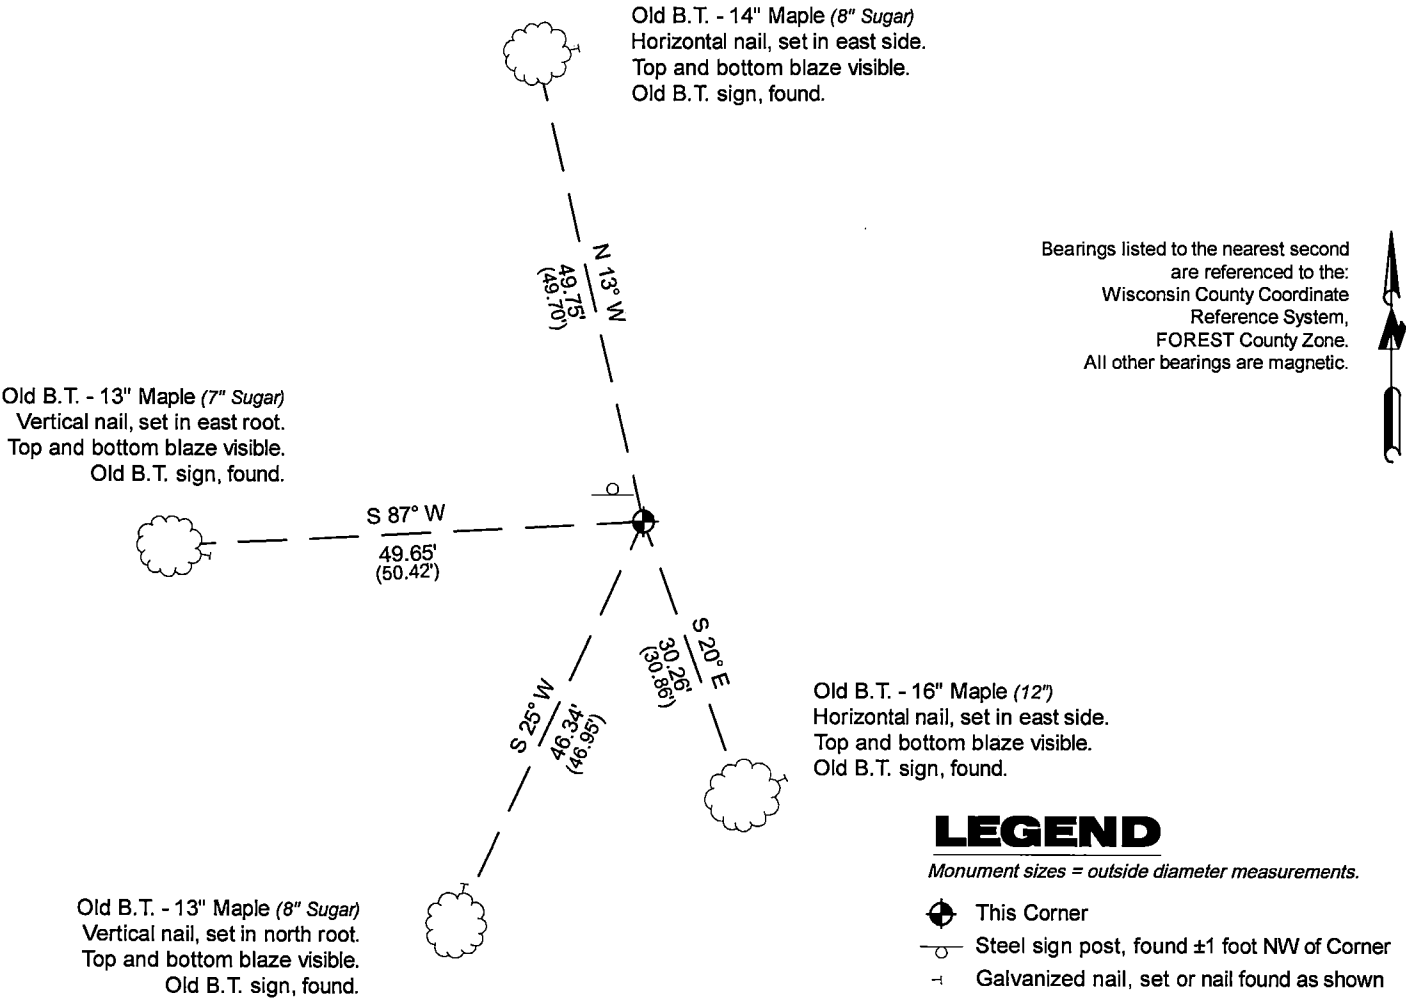 Old B.T. - 14" Maple (8" Sugar)
Horizontal nail, set in east side.
Top and bottom blaze visible.
Old B.T. sign, found.
N 13° W
49.75'
(49.70')
Bearings listed to the nearest second
are referenced to the:
Wisconsin County Coordinate
Reference System,
FOREST County Zone.
All other bearings are magnetic.
N
Old B.T. - 13" Maple (7" Sugar)
Vertical nail, set in east root.
Top and bottom blaze visible.
Old B.T. sign, found.
S 87° W
49.65'
(50.42')
S 20° E
30.26'
(30.86')
S 25° W
46.34'
(46.95')
Old B.T. - 16" Maple (12")
Horizontal nail, set in east side.
Top and bottom blaze visible.
Old B.T. sign, found.
Old B.T. - 13" Maple (8" Sugar)
Vertical nail, set in north root.
Top and bottom blaze visible.
Old B.T. sign, found.
LEGEND
Monument sizes = outside diameter measurements.
This Corner
Steel sign post, found ±1 foot NW of Corner
Galvanized nail, set or nail found as shown